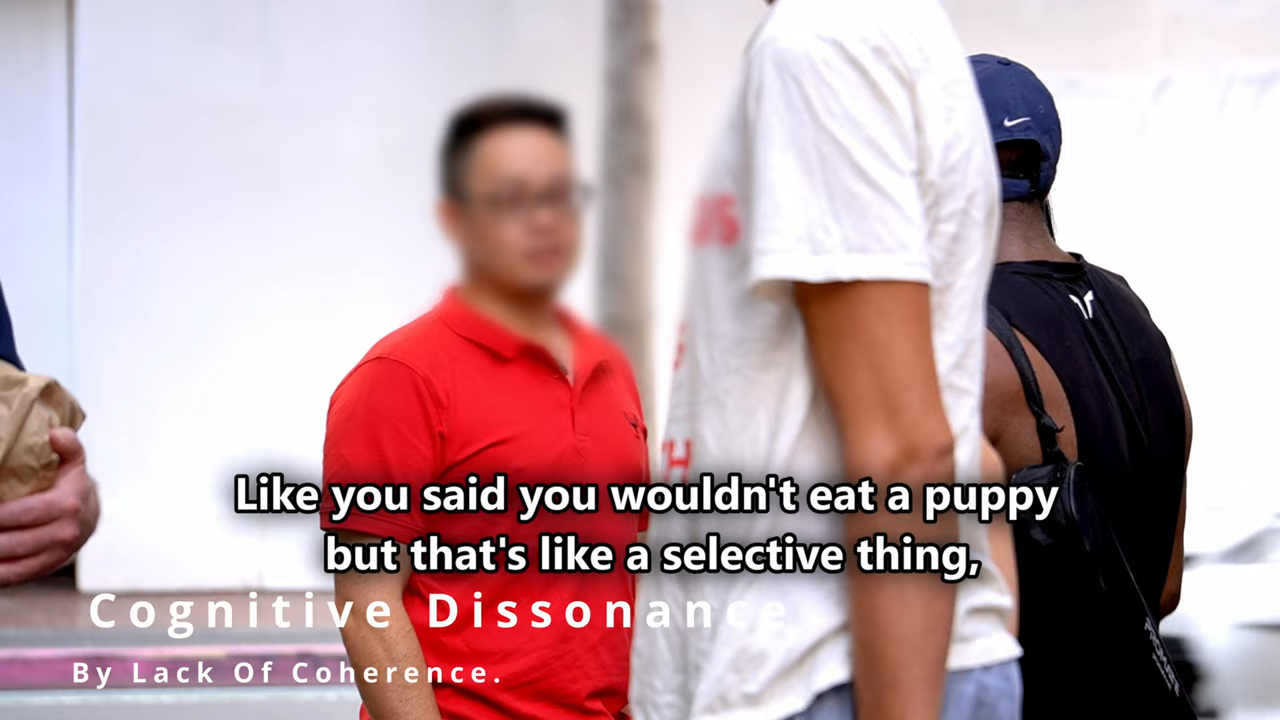 Like you said you wouldn't eat a puppy
but that's like a selective thing,
Cognitive Dissonance
By Lack Of Coherence.